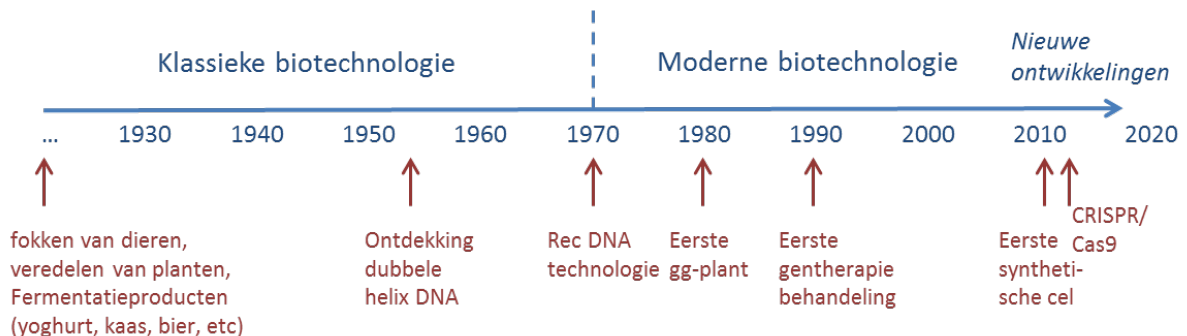 Klassieke biotechnologie
Moderne biotechnologie
Nieuwe
ontwikkelingen
... 1930 1940 1950 1960 1970 1980 1990 2000 2010 2020
fokken van dieren,
veredelen van planten,
Fermentatieproducten
(yoghurt, kaas, bier, etc)
Ontdekking
dubbele
helix DNA
Rec DNA
technologie
Eerste
gg-plant
Eerste
gentherapie
behandeling
Eerste
syntheti-
sche cel
CRISPR/
Cas9